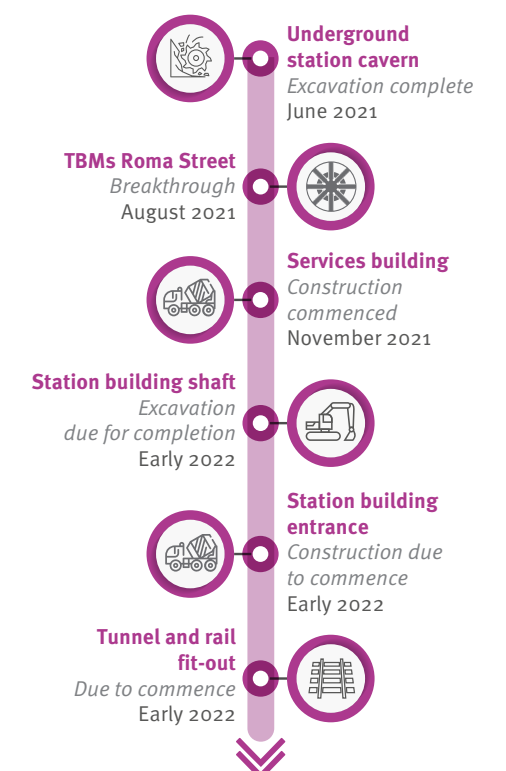 Underground
station cavern
Excavation complete
June 2021
TBMs Roma Street
Breakthrough
August 2021
Services building
Construction
commenced
November 2021
Station building shaft
Excavation
due for completion
Early 2022
Station building
entrance
Construction due
to commence
Early 2022
Tunnel and rail
fit-out
Due to commence
Early 2022